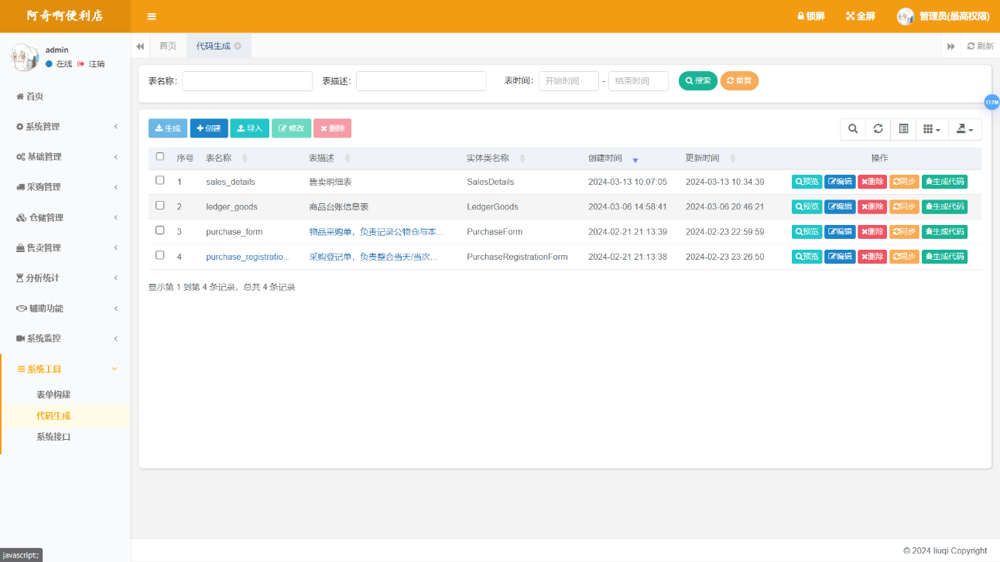 阿奇啊便利店
锁屏 全屏 管理员(最高权限)
admin
在线 注销
首页 代码生成 刷新
首页
系统管理
基础管理
采购管理
仓储管理
售卖管理
分析统计
辅助功能
系统监控
系统工具
表单构建
代码生成
系统接口
表名称： 表描述： 表时间： 开始时间 - 结束时间 搜索 重置
117M
生成 创建 导入 修改 删除
序号 表名称 表描述 实体类名称 创建时间 更新时间 操作
1 sales_details 售卖明细表 SalesDetails 2024-03-13 10:07:05 2024-03-13 10:34:39 预览 编辑 删除 同步 生成代码
2 ledger_goods 商品台账信息表 LedgerGoods 2024-03-06 14:58:41 2024-03-06 20:46:21 预览 编辑 删除 同步 生成代码
3 purchase_form 物品采购单，负责记录公物仓与本... PurchaseForm 2024-02-21 21:13:39 2024-02-23 22:59:59 预览 编辑 删除 同步 生成代码
4 purchase_registratio... 采购登记单，负责整合当天/当次... PurchaseRegistrationForm 2024-02-21 21:13:38 2024-02-23 23:26:50 预览 编辑 删除 同步 生成代码
显示第 1 到第 4 条记录，总共 4 条记录
© 2024 liuqi Copyright
javascript:;